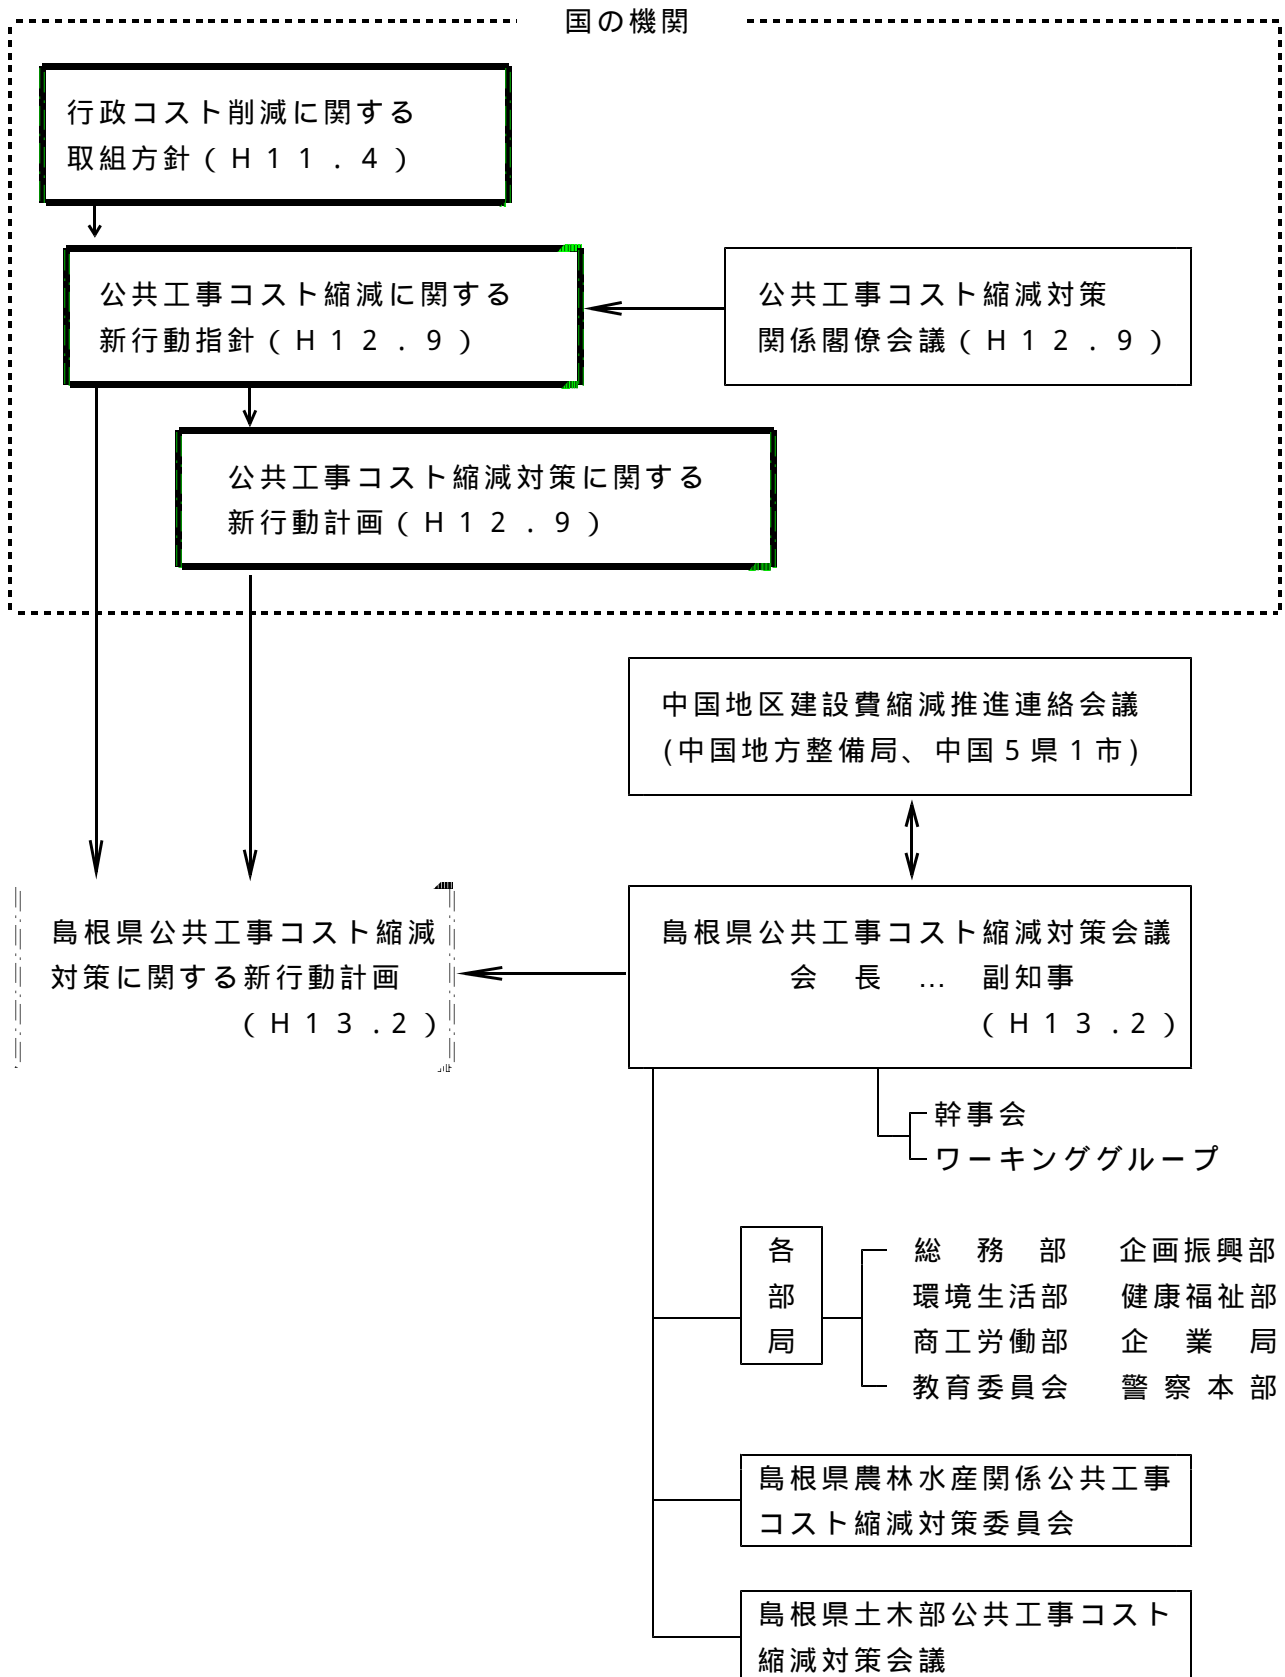 国の機関
行政コスト削減に関する
取組方針(H11.4)
公共工事コスト縮減に関する
新行動指針(H12.9)
公共工事コスト縮減対策
関係閣僚会議(H12.9)
公共工事コスト縮減対策に関する
新行動計画(H12.9)
中国地区建設費縮減推進連絡会議
(中国地方整備局、中国5県1市)
島根県公共工事コスト縮減
対策に関する新行動計画
(H13.2)
島根県公共工事コスト縮減対策会議
会 長 … 副知事
(H13.2)
幹事会
ワーキンググループ
各
部
局
総 務 部 企画振興部
環境生活部 健康福祉部
商工労働部 企 業 局
教育委員会 警察本部
島根県農林水産関係公共工事
コスト縮減対策委員会
島根県土木部公共工事コスト
縮減対策会議